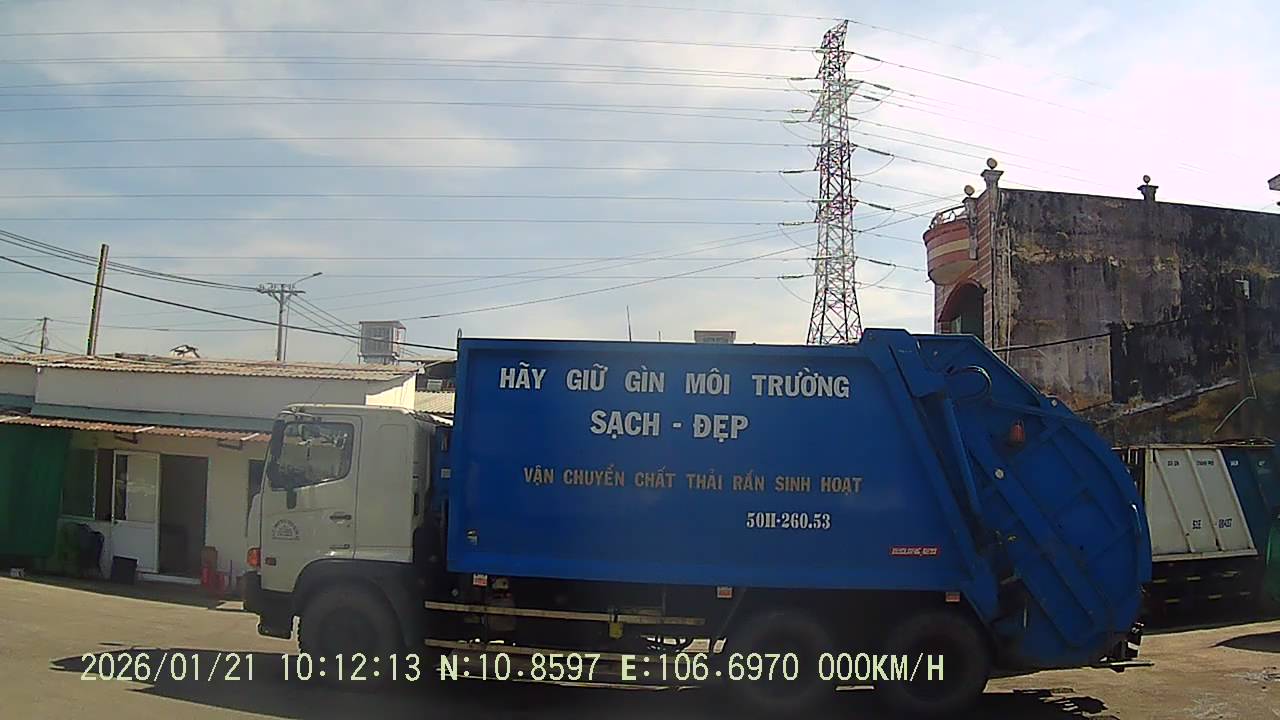 HÃY GIỮ GÌN MÔI TRƯỜNG
SẠCH - ĐẸP
VẬN CHUYỂN CHẤT THẢI RẮN SINH HOẠT
50H-260.53
2026/01/21 10:12:13 N:10.8597 E:106.6970 000KM/H